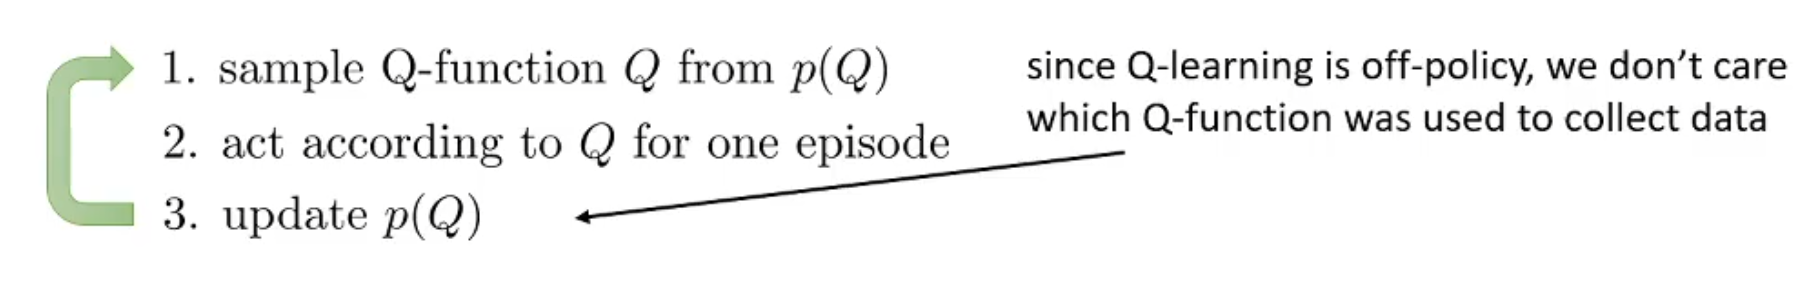 1. sample Q-function Q from p(Q)
2. act according to Q for one episode
3. update p(Q)
since Q-learning is off-policy, we don't care
which Q-function was used to collect data